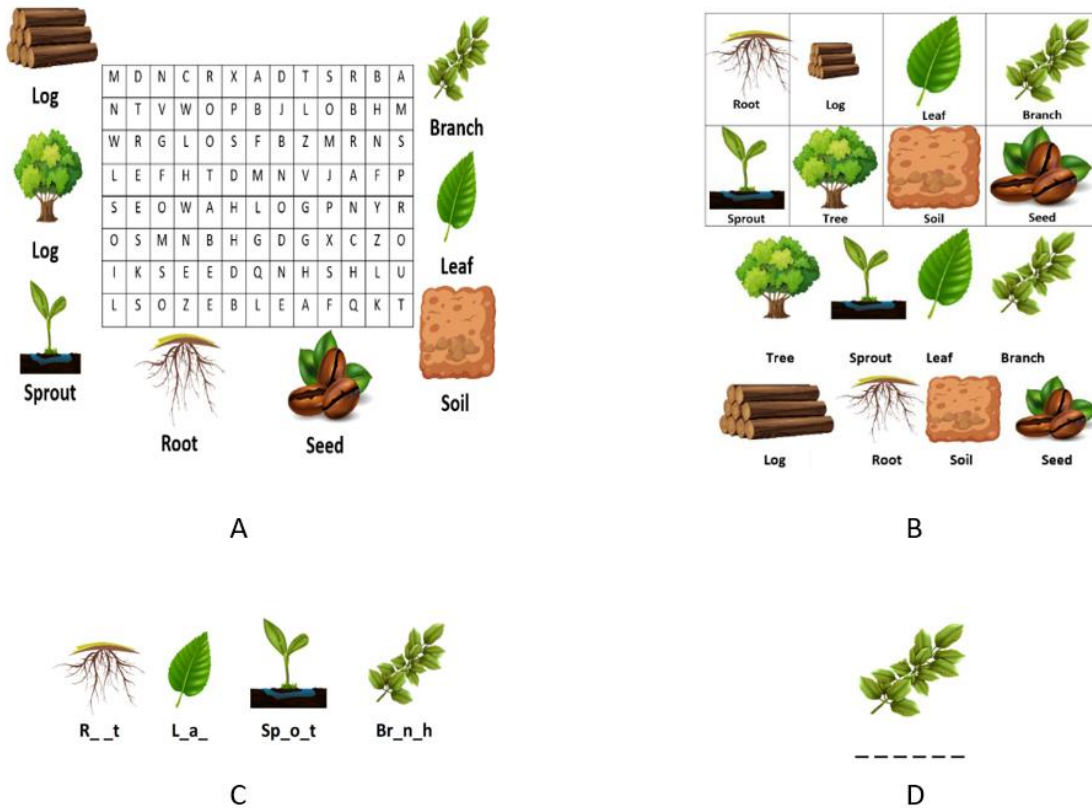 Log
M D N C R X A D T S R B A
N T V W O P B J L O B H M
Branch
W R G L O S F B Z M R N S
L E F H T D M N V J A F P
S E O W A H L O G P N Y R
Log
O S M N B H G D G X C Z O
Leaf
I K S E E D Q N H S H L U
L S O Z E B L E A F Q K T
Sprout
Soil
Root Seed
A
Root Log Leaf Branch
Sprout Tree Soil Seed
Tree Sprout Leaf Branch
Log Root Soil Seed
B
R_ _t L_a_ Sp_o_t Br_n_h
C
_ _ _ _ _ _
D